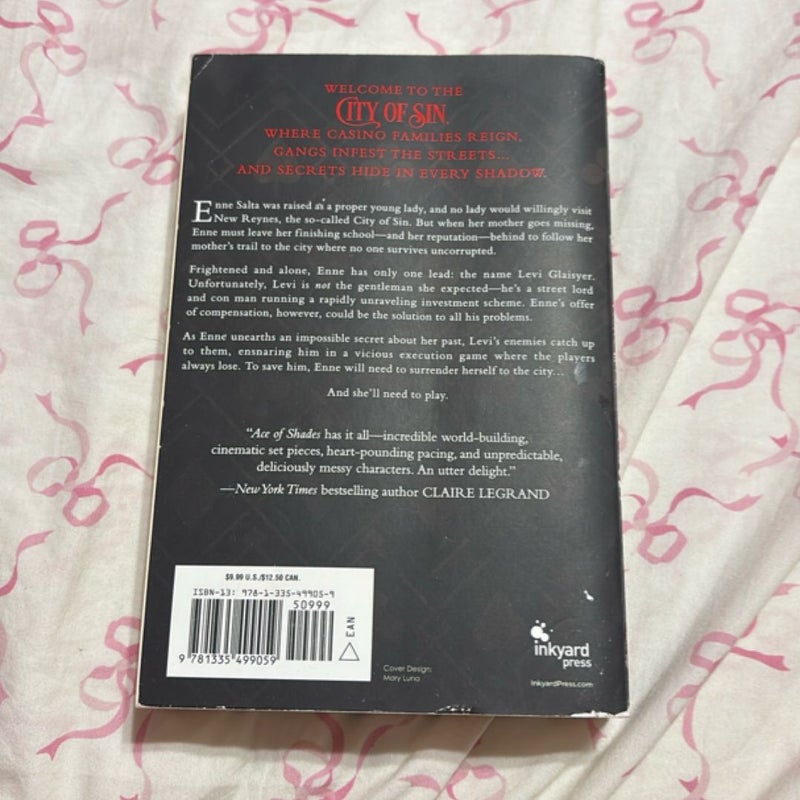 WELCOME TO THE
CITY OF SIN,
WHERE CASINO FAMILIES REIGN,
GANGS INFEST THE STREETS...
AND SECRETS HIDE IN EVERY SHADOW.
Enne Salta was raised as a proper young lady, and no lady would willingly visit
New Reynes, the so-called City of Sin. But when her mother goes missing,
Enne must leave her finishing school—and her reputation—behind to follow her
mother's trail to the city where no one survives uncorrupted.
Frightened and alone, Enne has only one lead: the name Levi Glaisyer.
Unfortunately, Levi is not the gentleman she expected—he's a street lord
and con man running a rapidly unraveling investment scheme. Enne's offer
of compensation, however, could be the solution to all his problems.
As Enne unearths an impossible secret about her past, Levi's enemies catch up
to them, ensnaring him in a vicious execution game where the players
always lose. To save him, Enne will need to surrender herself to the city...
And she'll need to play.
"Ace of Shades has it all—incredible world-building,
cinematic set pieces, heart-pounding pacing, and unpredictable,
deliciously messy characters. An utter delight."
—New York Times bestselling author CLAIRE LEGRAND
$9.99 U.S./$12.50 CAN.
ISBN-13: 978-1-335-49905-9
50999
EAN
9 781335 499059
Cover Design:
Mary Luna
inkyard
press
InkyardPress.com